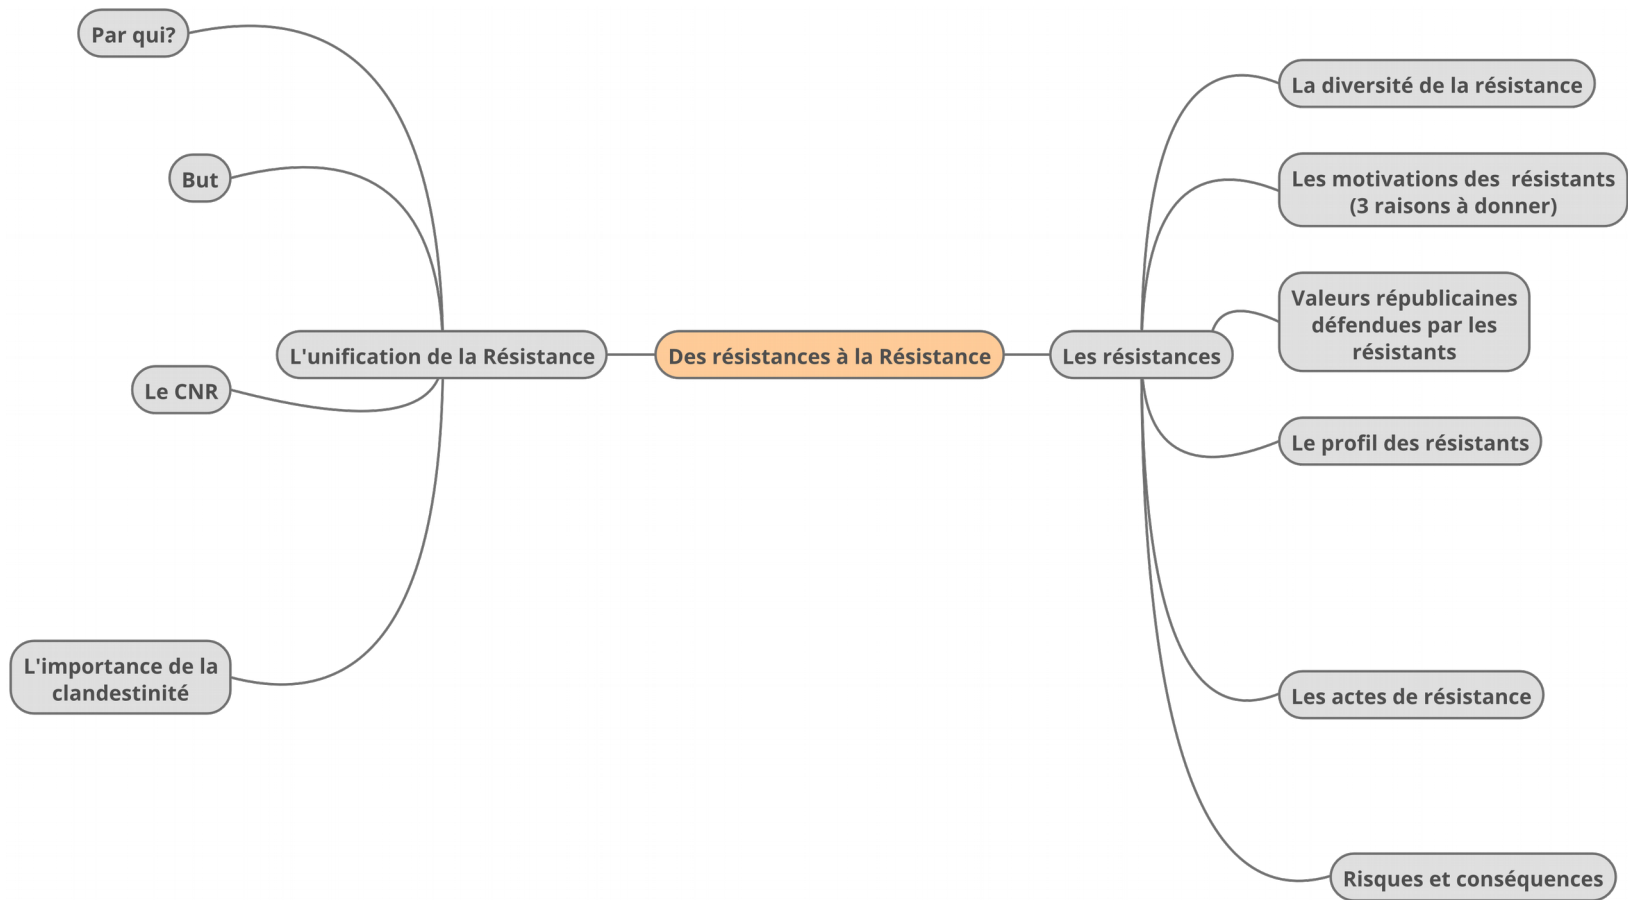 Par qui?
But
L'unification de la Résistance
Le CNR
L'importance de la
clandestinité
Des résistances à la Résistance
Les résistances
La diversité de la résistance
Les motivations des  résistants
(3 raisons à donner)
Valeurs républicaines
défendues par les
résistants
Le profil des résistants
Les actes de résistance
Risques et conséquences